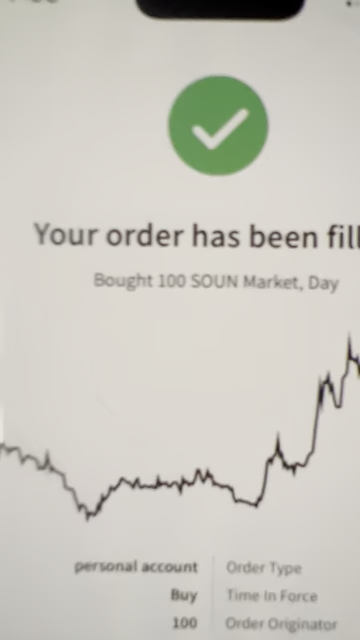 Your order has been
Bought 100 SOUN Market, Day
personal account Order Type
Buy Time In Force
100 Order Originator